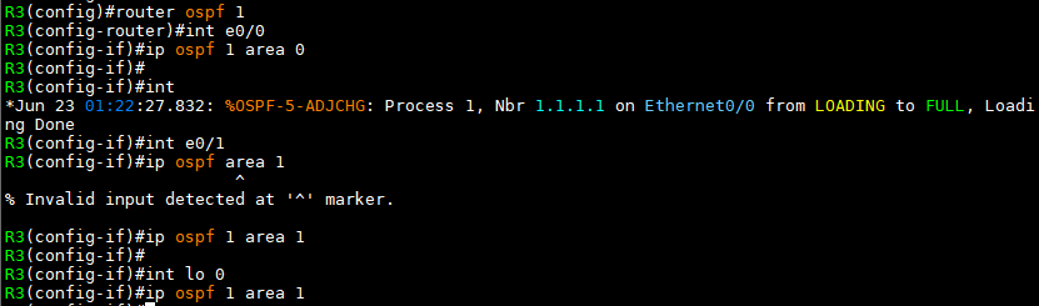 R3(config)#router ospf 1
R3(config-router)#int e0/0
R3(config-if)#ip ospf 1 area 0
R3(config-if)#
R3(config-if)#int
*Jun 23 01:22:27.832: %OSPF-5-ADJCHG: Process 1, Nbr 1.1.1.1 on Ethernet0/0 from LOADING to FULL, Loadi
ng Done
R3(config-if)#int e0/1
R3(config-if)#ip ospf area 1
^
% Invalid input detected at '^' marker.
R3(config-if)#ip ospf 1 area 1
R3(config-if)#
R3(config-if)#int lo 0
R3(config-if)#ip ospf 1 area 1